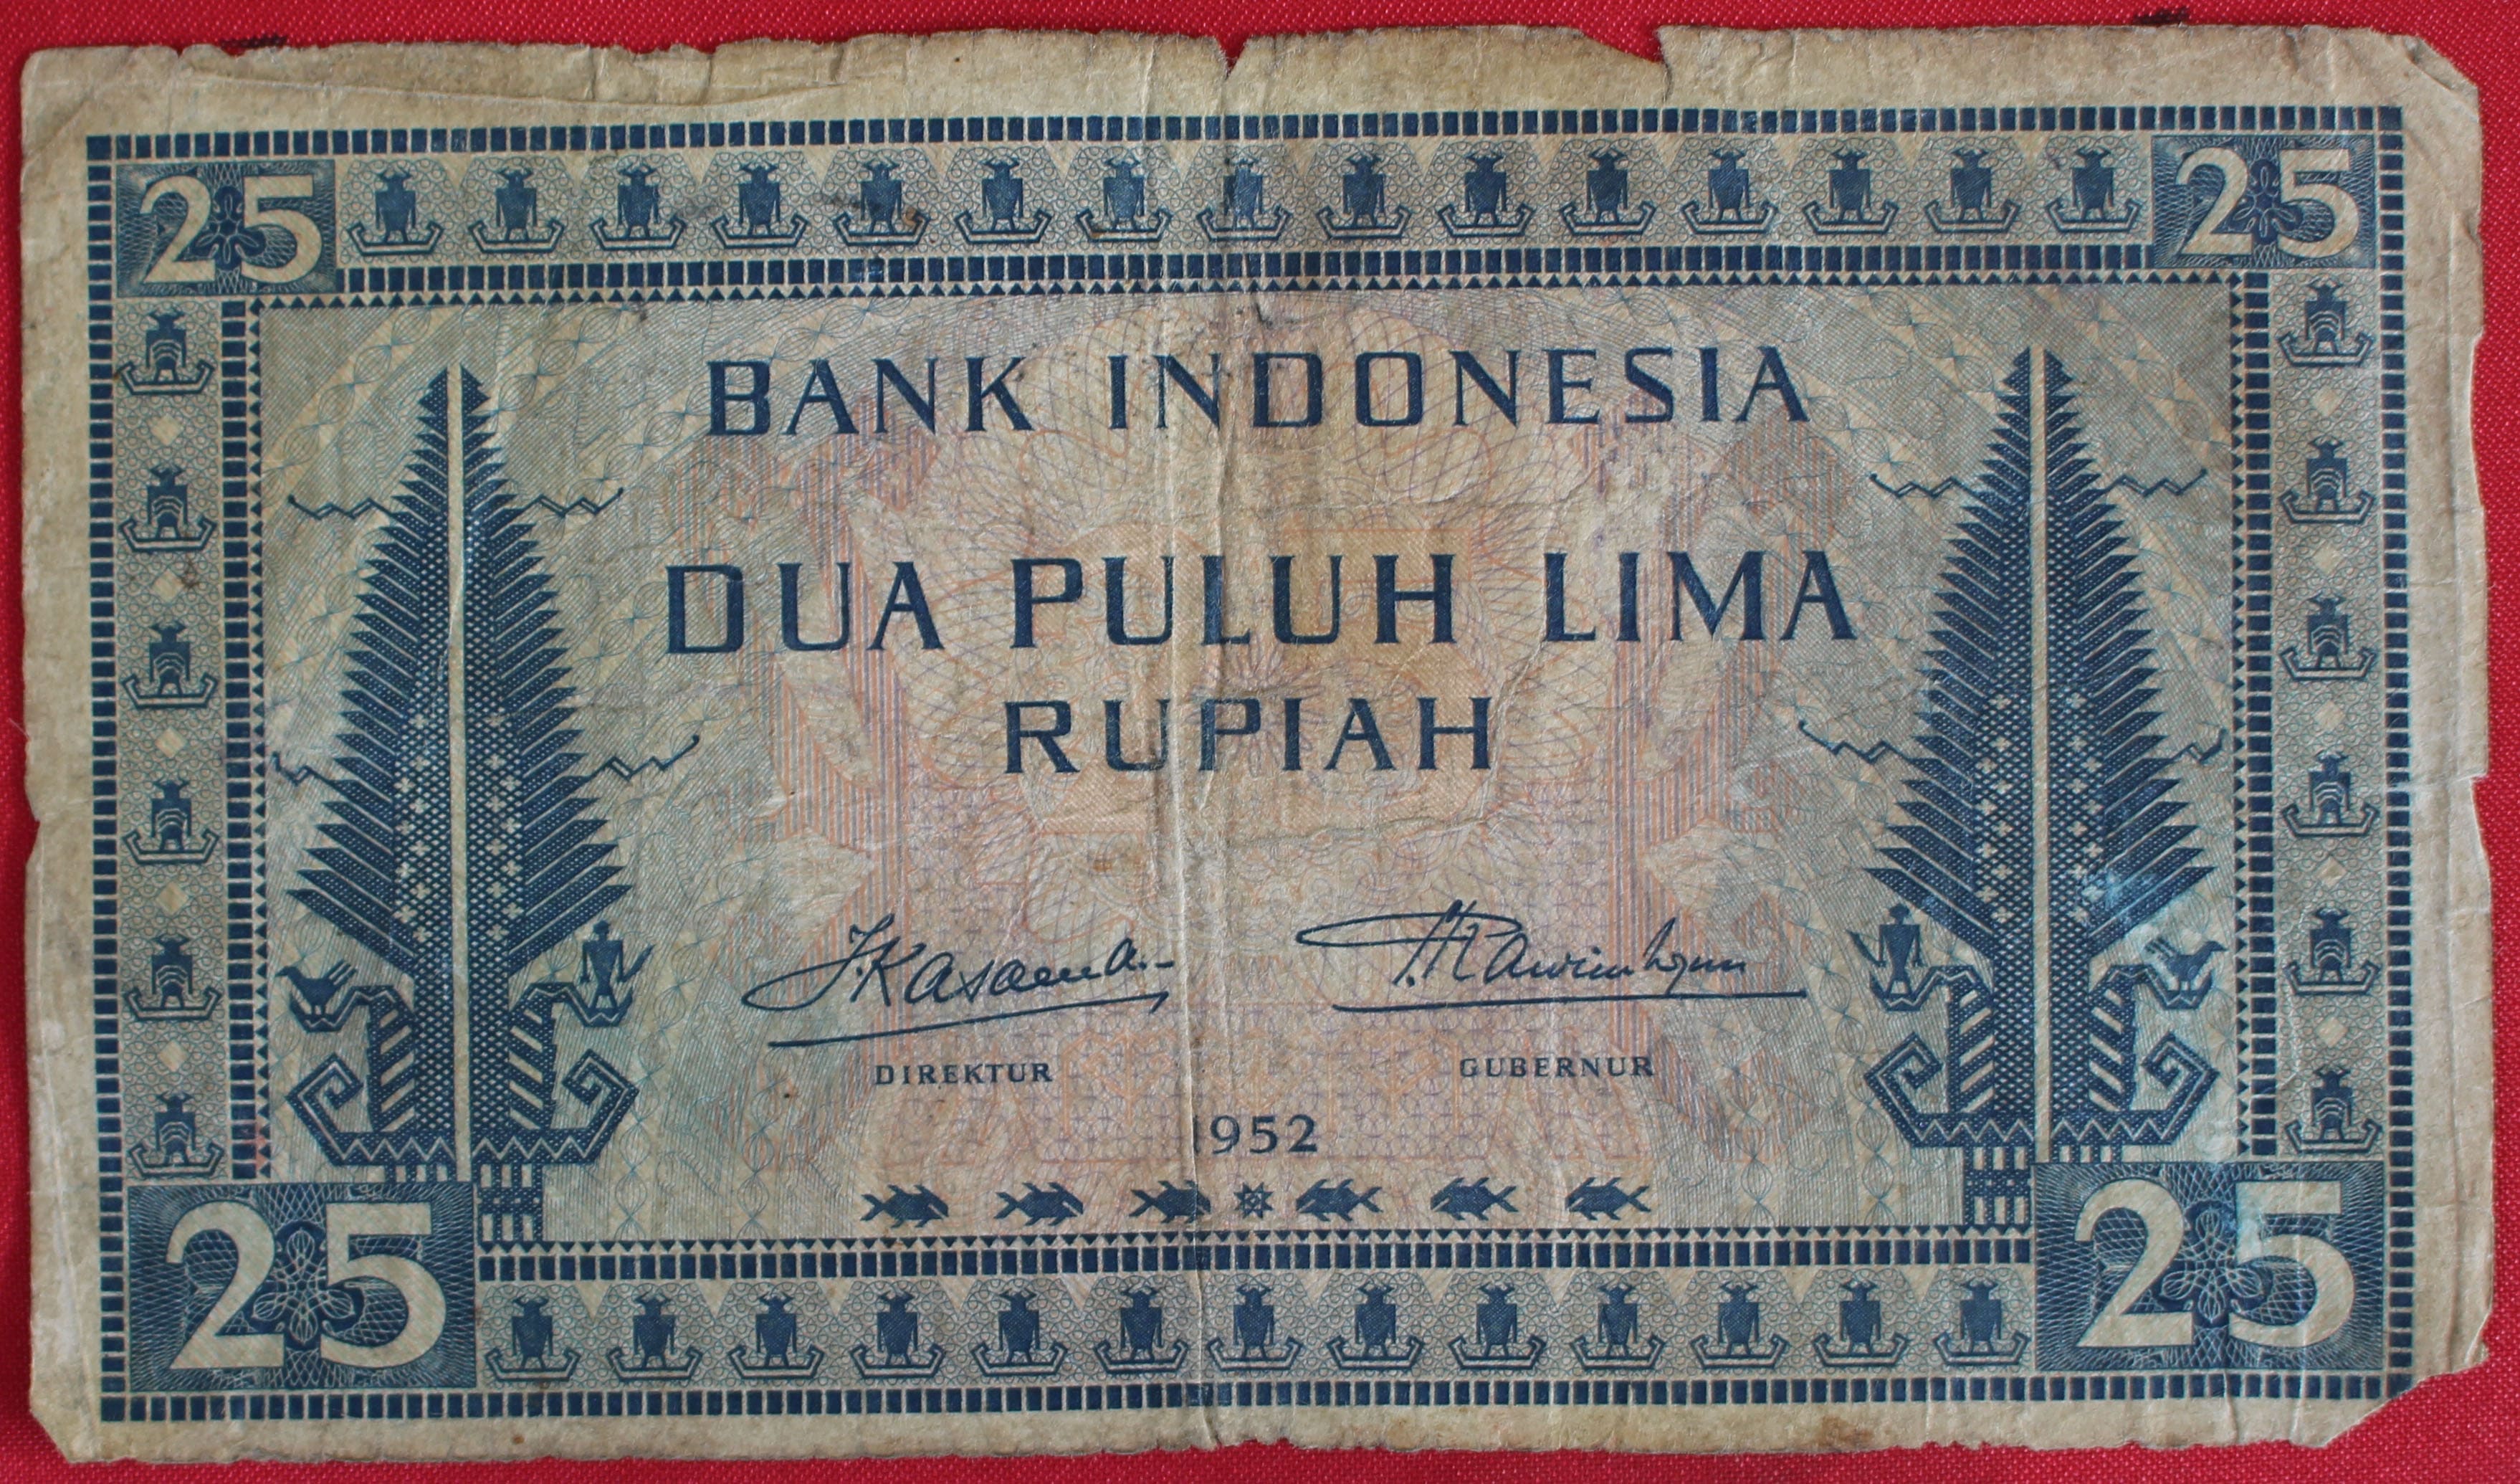 25 25
BANK INDONESIA
DUA PULUH LIMA
RUPIAH
DIREKTUR GUBERNUR
1952
25 25